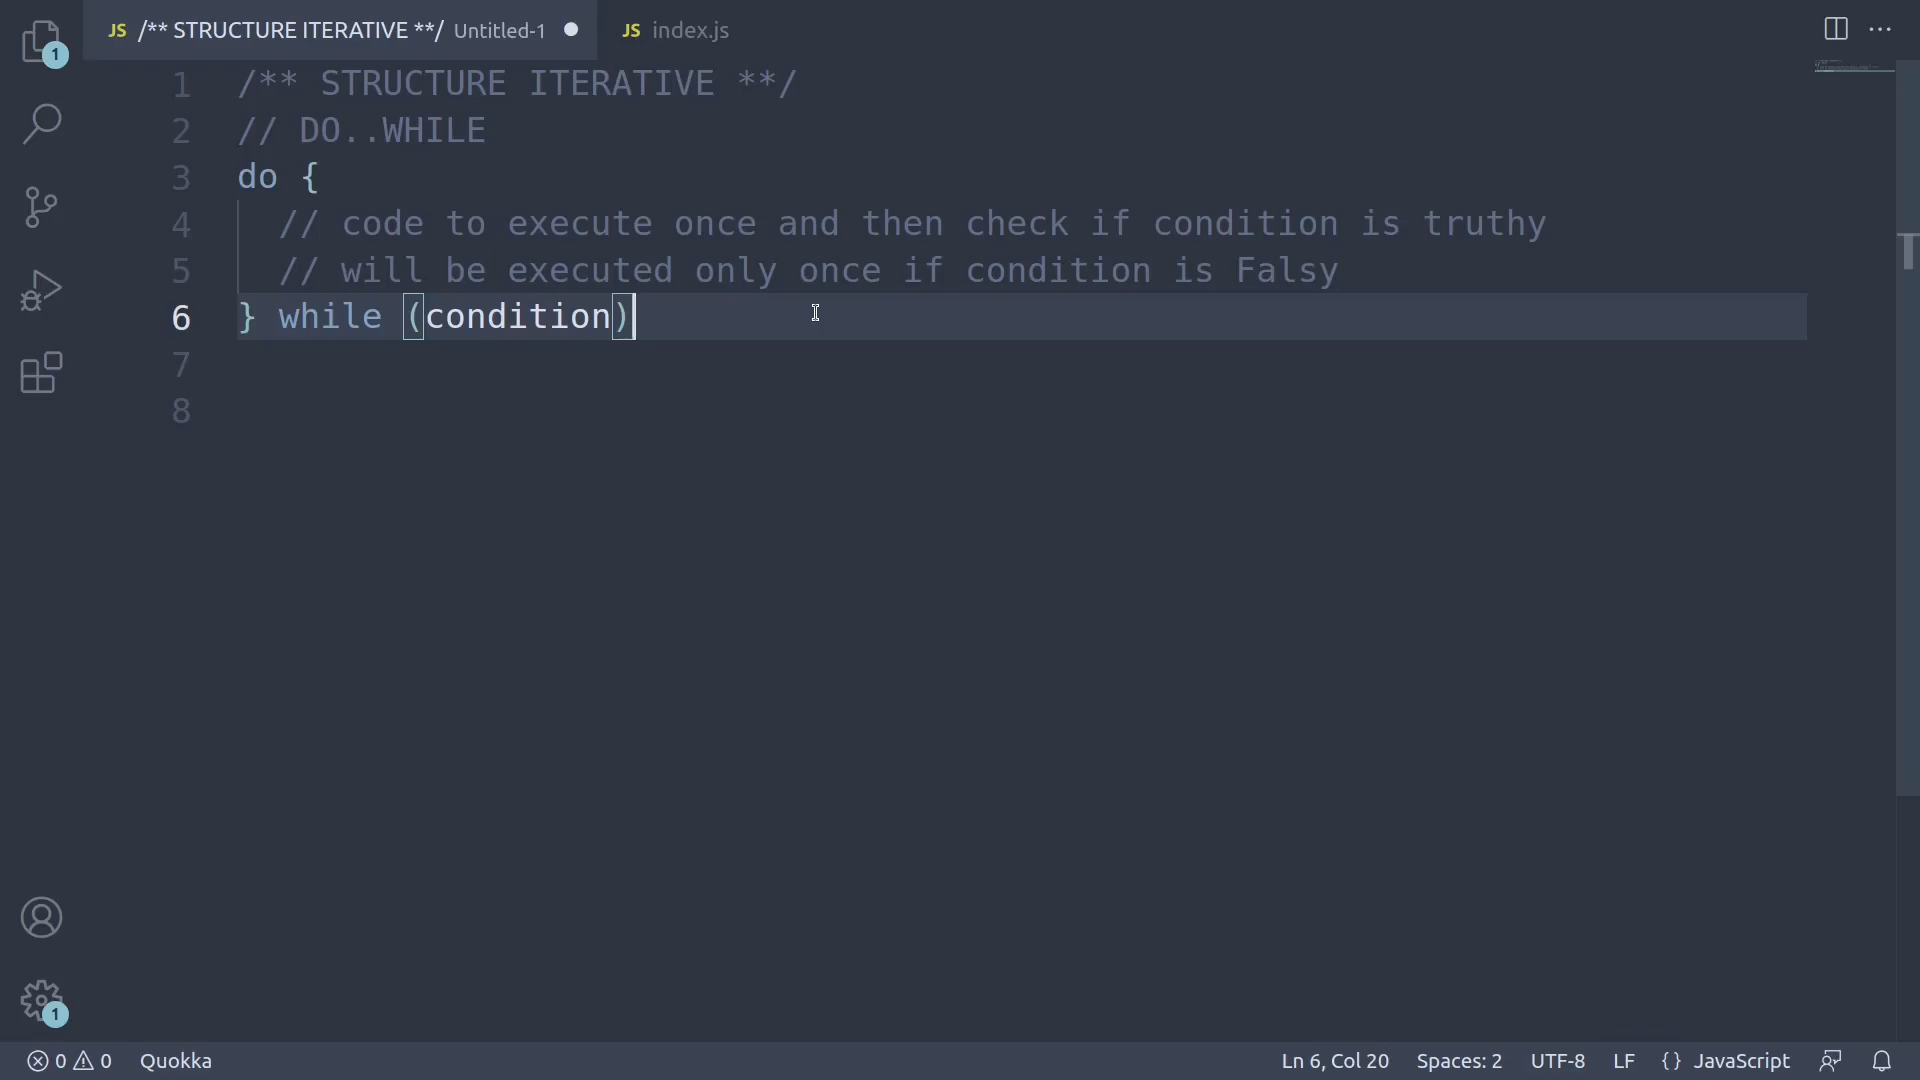 JS /** STRUCTURE ITERATIVE **/ Untitled-1
JS index.js
1
1 /** STRUCTURE ITERATIVE **/
2 // DO..WHILE
3 do {
4 // code to execute once and then check if condition is truthy
5 // will be executed only once if condition is Falsy
6 } while (condition)
7
8
1
0 0 Quokka
Ln 6, Col 20 Spaces: 2 UTF-8 LF {} JavaScript